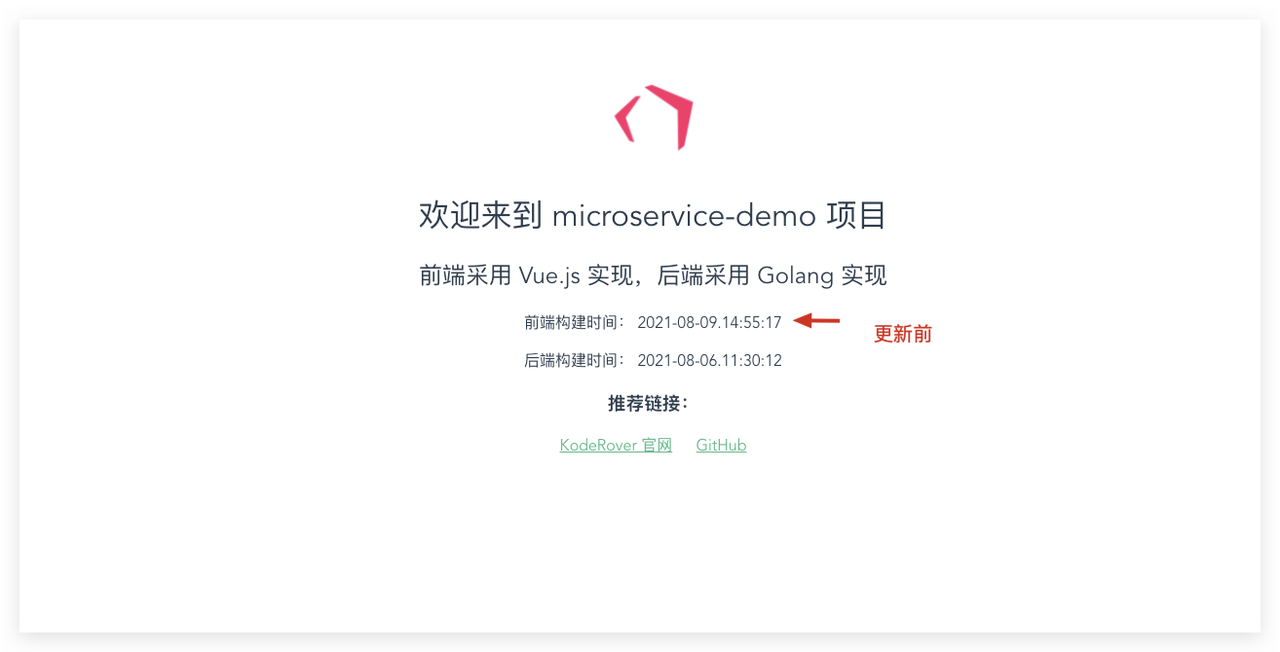 欢迎来到 microservice-demo 项目
前端采用 Vue.js 实现，后端采用 Golang 实现
前端构建时间： 2021-08-09.14:55:17
更新前
后端构建时间： 2021-08-06.11:30:12
推荐链接：
KodeRover 官网 GitHub